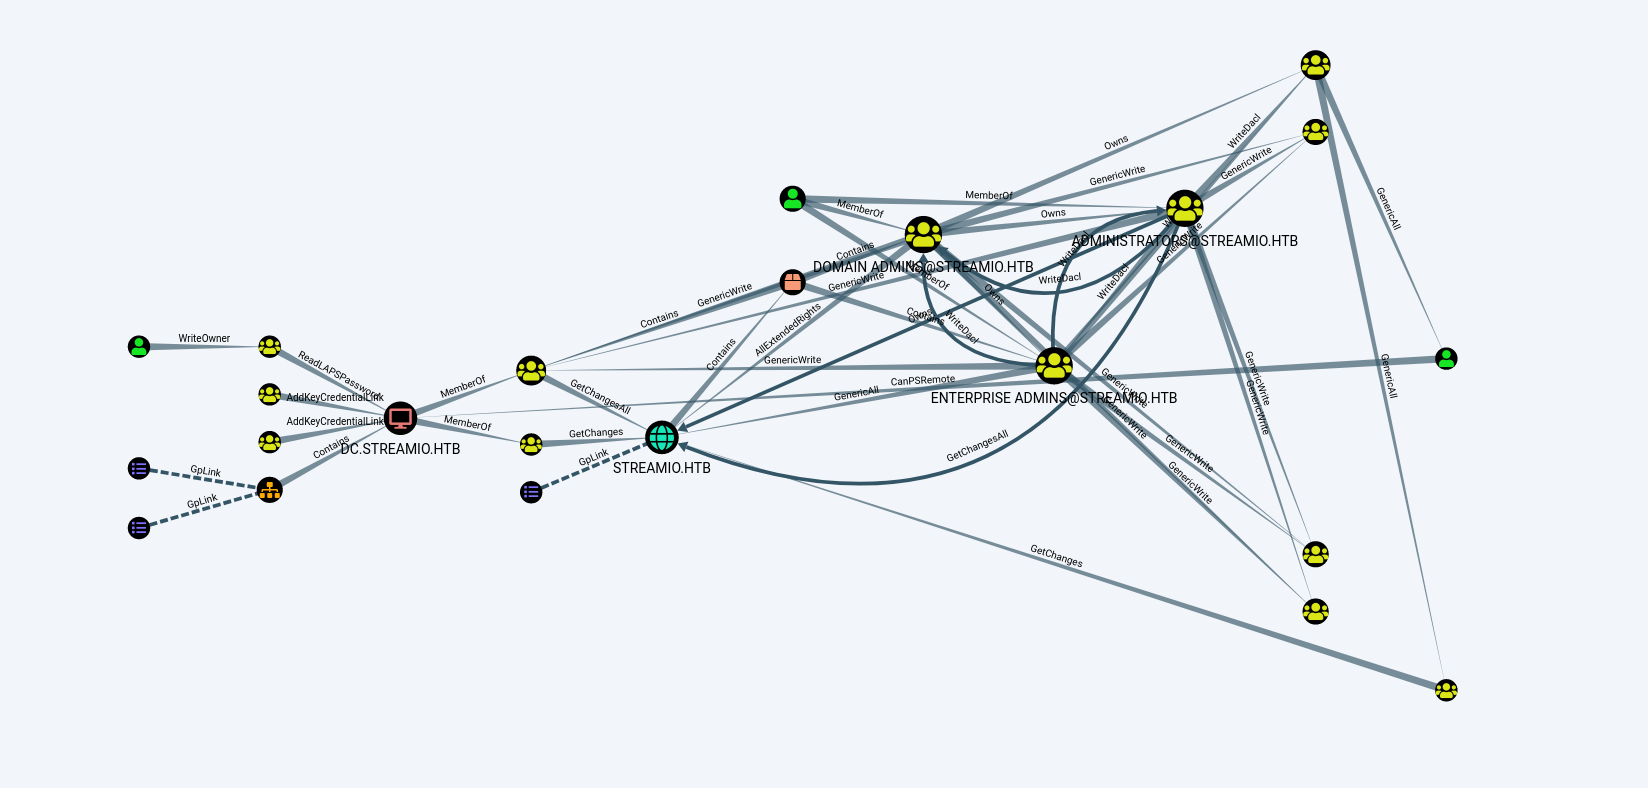 WriteDacl
Owns
GenericWrite
GenericWrite
GenericWrite
MemberOf
GenericAll
MemberOf
Owns
ADMINISTRATORS@STREAMIO.HTB
Contains
DOMAIN ADMINS@STREAMIO.HTB
GenericWrite
WriteDacl
WriteDacl
GenericWrite
Owns
Contains
AllExtendedRights
WriteDacl
WriteOwner
Contains
GenericWrite
ReadLAPSPassword
GetChangesAll
MemberOf
CanPSRemote
GenericAll
GenericAll
GenericWrite
GenericWrite
GenericWrite
AddKeyCredentialLink
ENTERPRISE ADMINS@STREAMIO.HTB
AddKeyCredentialLink
MemberOf
GetChanges
GenericWrite
DC.STREAMIO.HTB
Contains
GetChangesAll
GenericWrite
GpLink
STREAMIO.HTB
GpLink
GenericWrite
GpLink
GetChanges